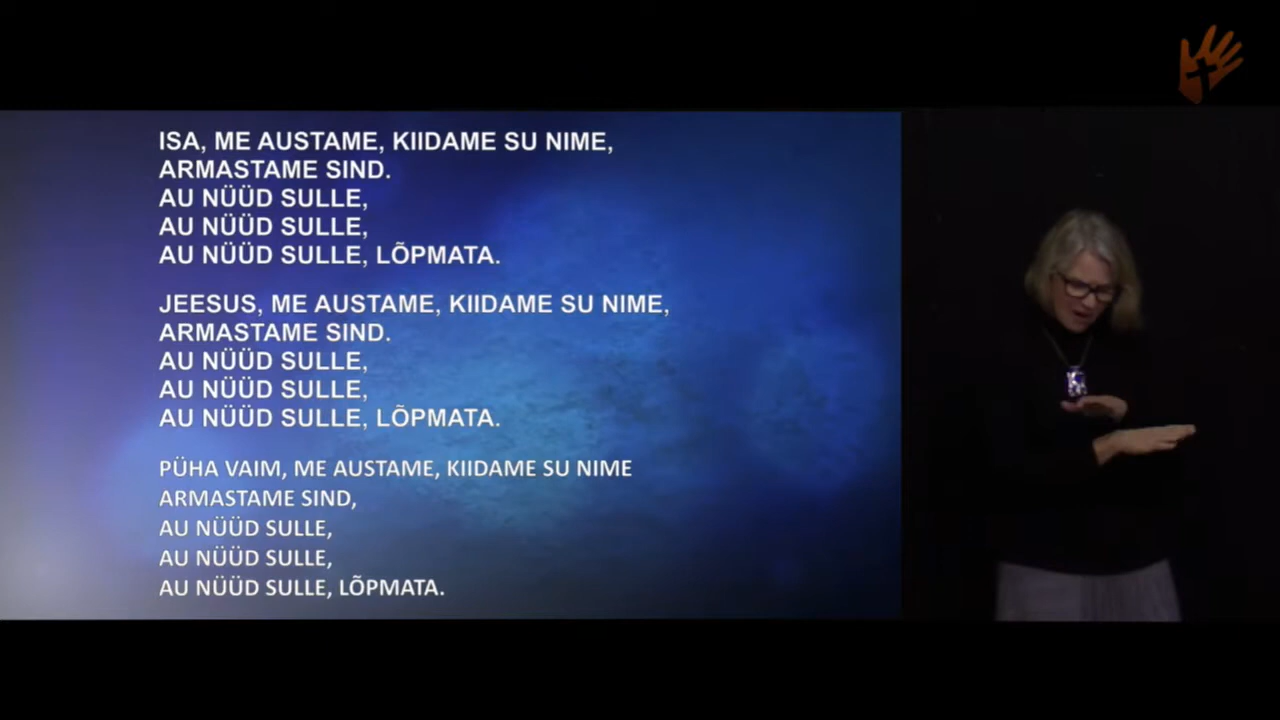 ISA, ME AUSTAME, KIIDAME SU NIME,
ARMASTAME SIND.
AU NÜÜD SULLE,
AU NÜÜD SULLE,
AU NÜÜD SULLE, LÕPMATA.
JEESUS, ME AUSTAME, KIIDAME SU NIME,
ARMASTAME SIND.
AU NÜÜD SULLE,
AU NÜÜD SULLE,
AU NÜÜD SULLE, LÕPMATA.
PÜHA VAIM, ME AUSTAME, KIIDAME SU NIME
ARMASTAME SIND,
AU NÜÜD SULLE,
AU NÜÜD SULLE,
AU NÜÜD SULLE, LÕPMATA.